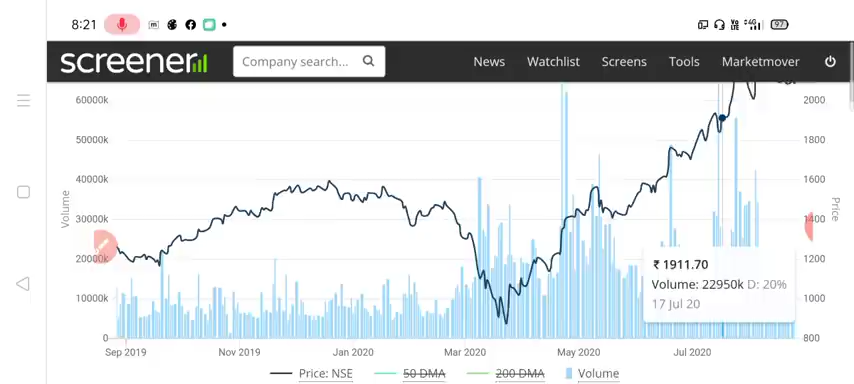 8:21 m VoLTE 4G 97
screener Company search... News Watchlist Screens Tools Marketmover
60000k 2000
50000k 1800
40000k 1600
30000k 1400
20000k 1200
10000k 1000
0 800
Volume
Price
₹ 1911.70
Volume: 22950k D: 20%
17 Jul 20
Sep 2019 Nov 2019 Jan 2020 Mar 2020 May 2020 Jul 2020
Price: NSE 50 DMA 200 DMA Volume